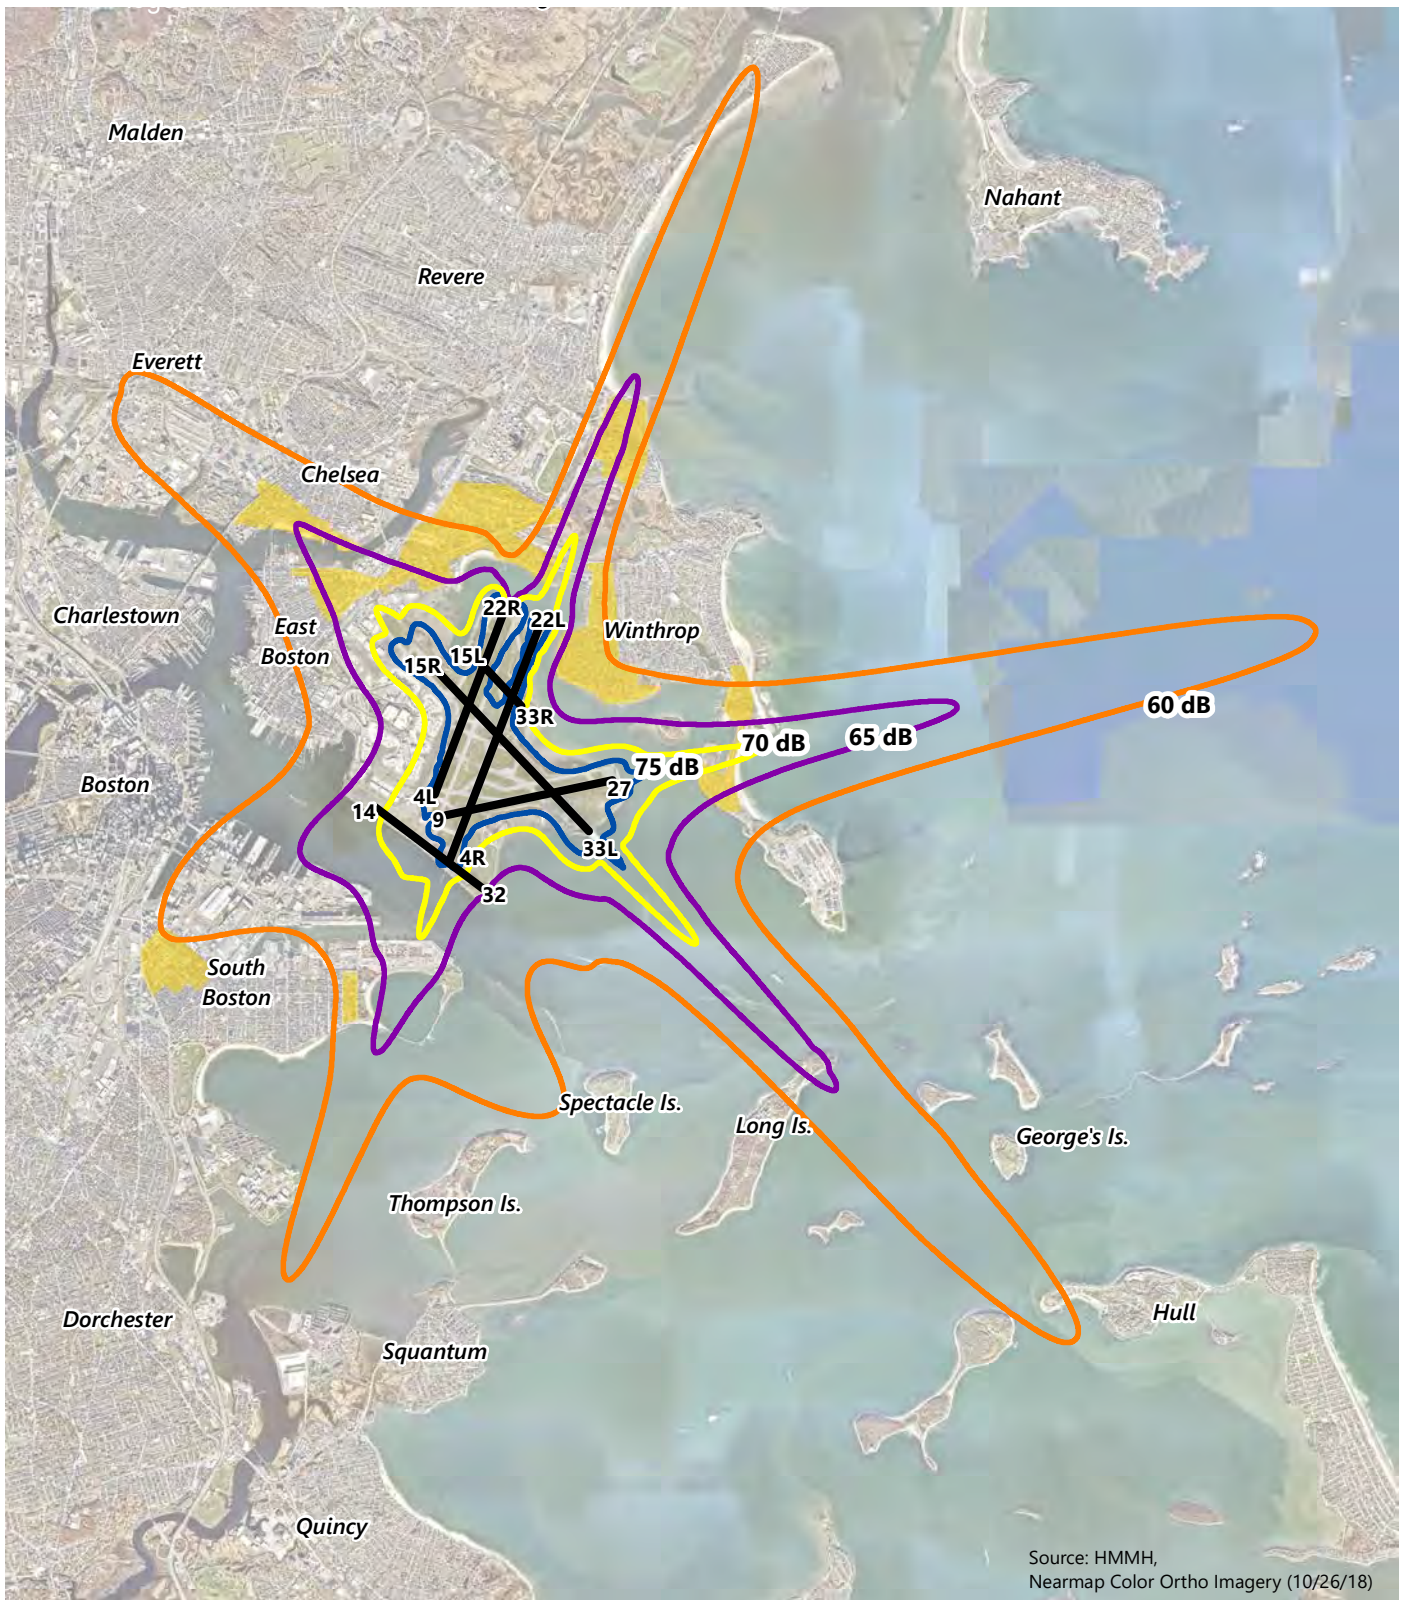 Malden
Nahant
Revere
Everett
Chelsea
Charlestown
East
Boston
Winthrop
22R
22L
15L
15R
33R
60 dB
65 dB
70 dB
75 dB
27
Boston
4L
14
9
4R
33L
32
South
Boston
Spectacle Is.
Long Is.
George's Is.
Thompson Is.
Dorchester
Hull
Squantum
Quincy
Source: HMMH,
Nearmap Color Ortho Imagery (10/26/18)